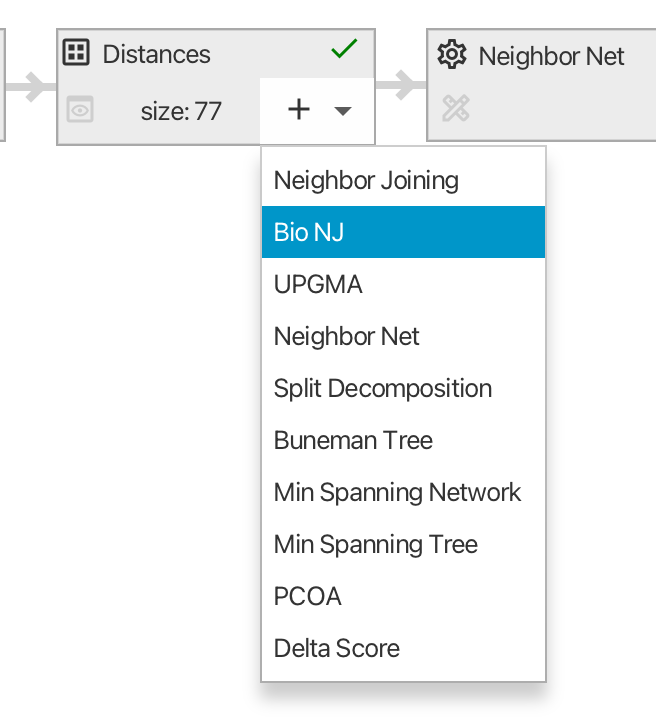 Distances
size: 77
Neighbor Net
Neighbor Joining
Bio NJ
UPGMA
Neighbor Net
Split Decomposition
Buneman Tree
Min Spanning Network
Min Spanning Tree
PCOA
Delta Score